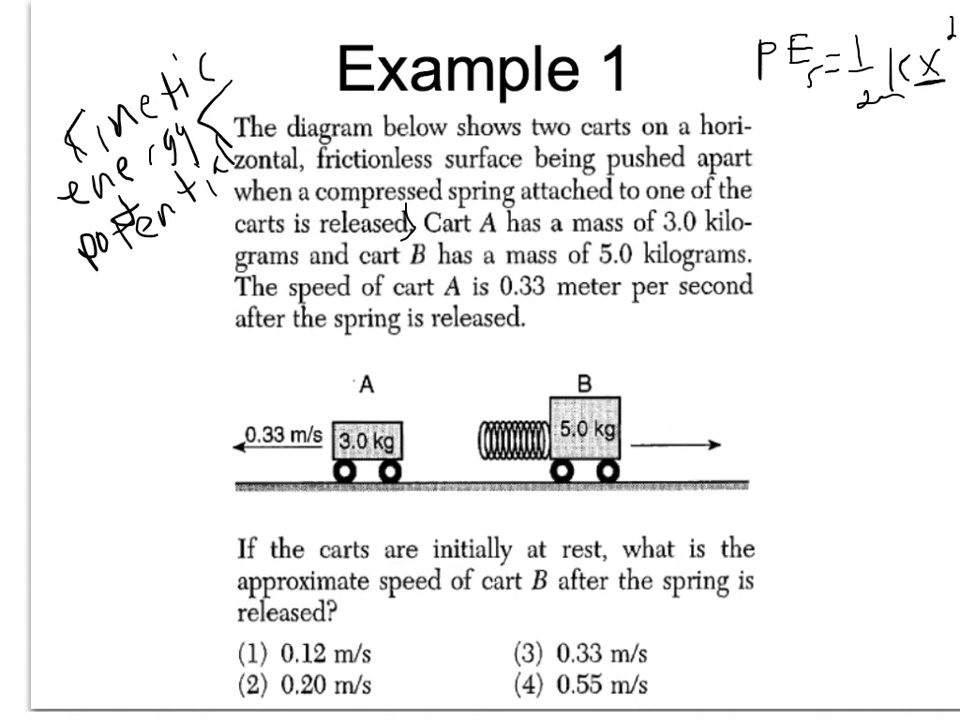 Example 1
PEs = 1/2 kx²
Kinetic
energy
potenti
The diagram below shows two carts on a hori-
zontal, frictionless surface being pushed apart
when a compressed spring attached to one of the
carts is released. Cart A has a mass of 3.0 kilo-
grams and cart B has a mass of 5.0 kilograms.
The speed of cart A is 0.33 meter per second
after the spring is released.
A B
0.33 m/s 3.0 kg 5.0 kg
If the carts are initially at rest, what is the
approximate speed of cart B after the spring is
released?
(1) 0.12 m/s (3) 0.33 m/s
(2) 0.20 m/s (4) 0.55 m/s